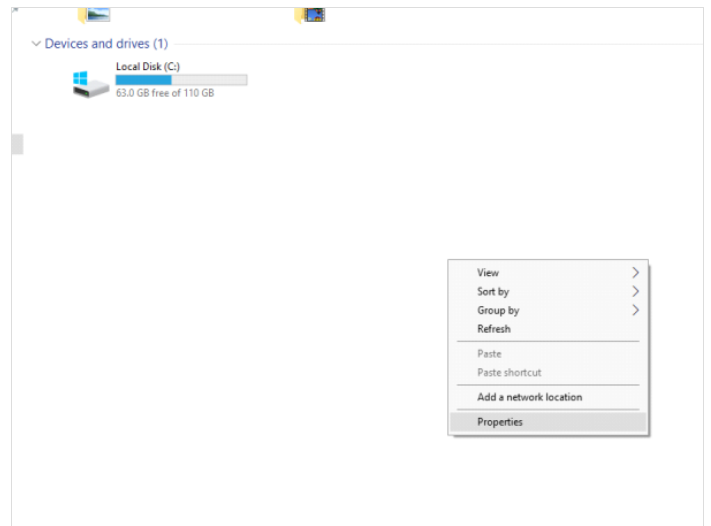 Devices and drives (1)
Local Disk (C:)
63.0 GB free of 110 GB
View
Sort by
Group by
Refresh
Paste
Paste shortcut
Add a network location
Properties